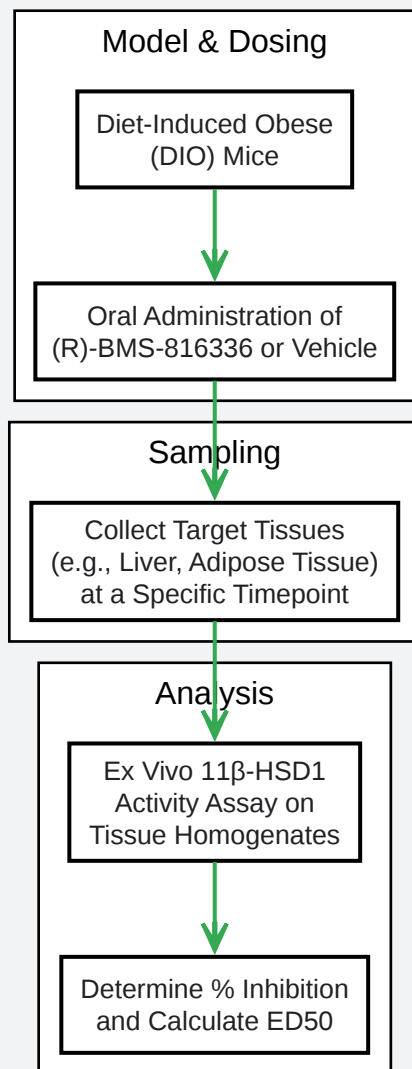 Model & Dosing
Diet-Induced Obese
(DIO) Mice
Oral Administration of
(R)-BMS-816336 or Vehicle
Sampling
Collect Target Tissues
(e.g., Liver, Adipose Tissue)
at a Specific Timepoint
Analysis
Ex Vivo 11β-HSD1
Activity Assay on
Tissue Homogenates
Determine % Inhibition
and Calculate ED50